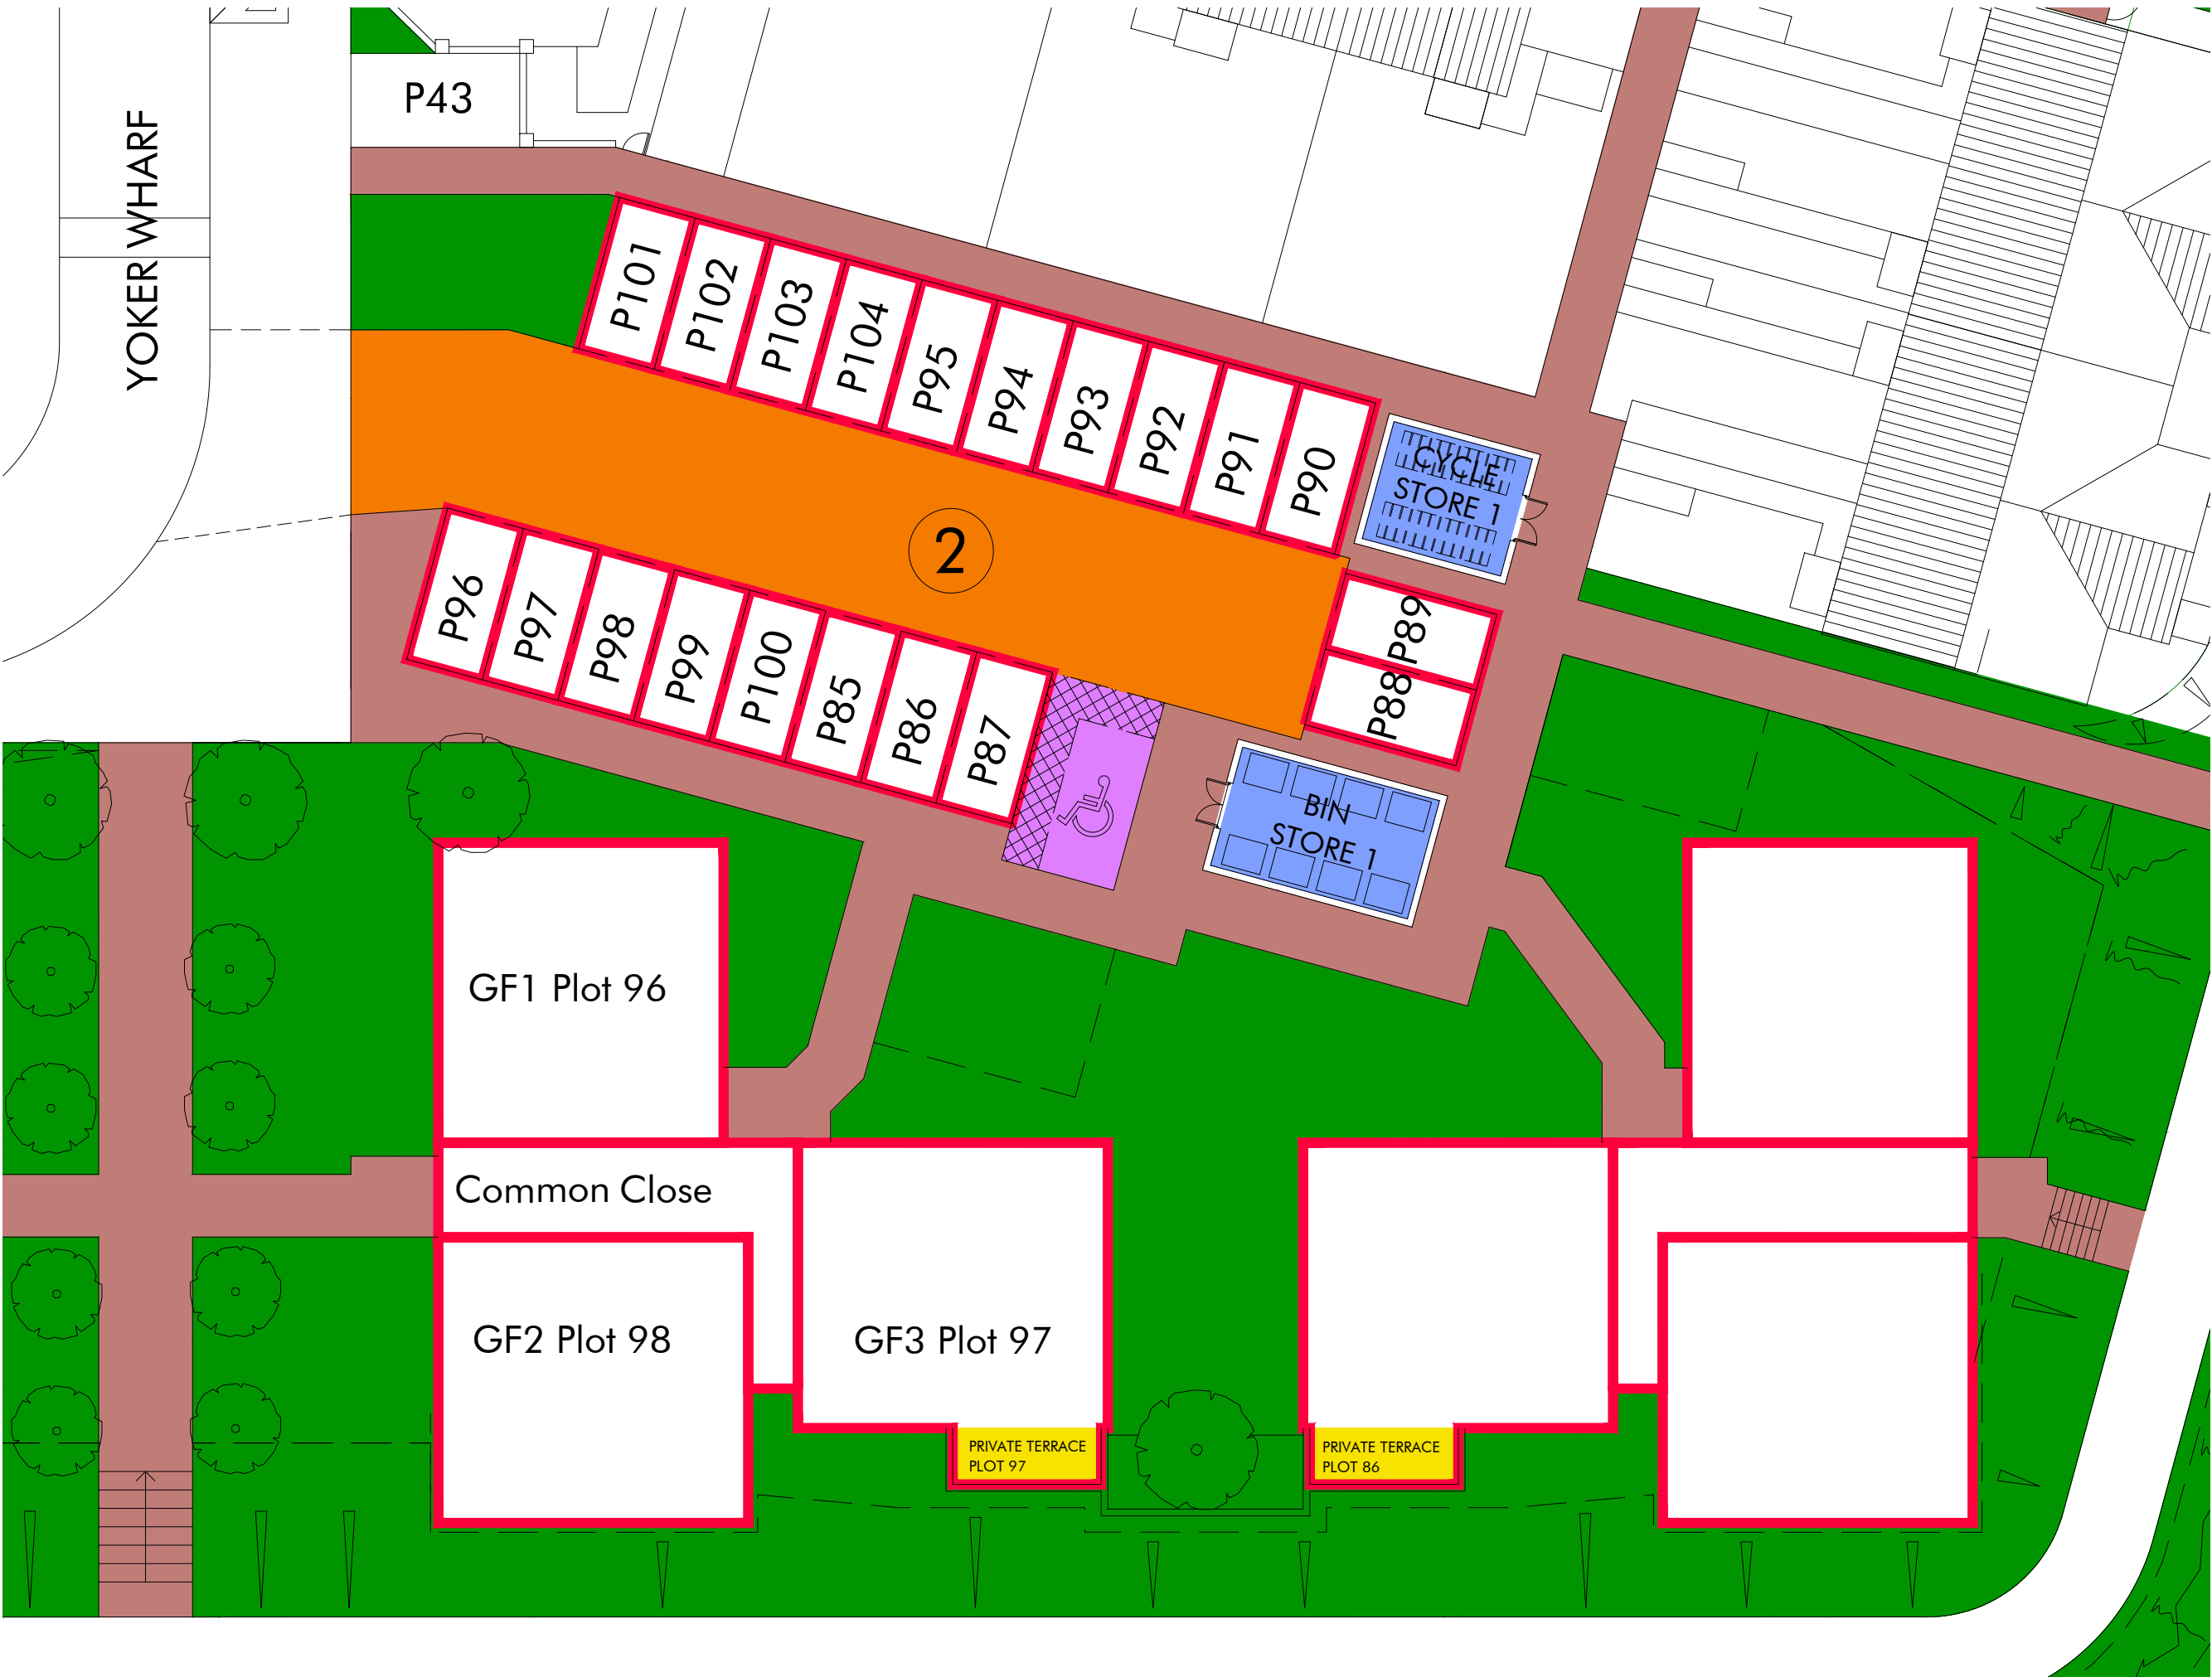 P43
YOKER WHARF
P101
P102
P103
P104
P95
P94
P93
P92
P91
P90
CYCLE
STORE 1
2
P96
P97
P98
P99
P100
P85
P86
P87
P89
P88
BIN
STORE 1
GF1 Plot 96
Common Close
GF2 Plot 98
GF3 Plot 97
PRIVATE TERRACE
PLOT 97
PRIVATE TERRACE
PLOT 86